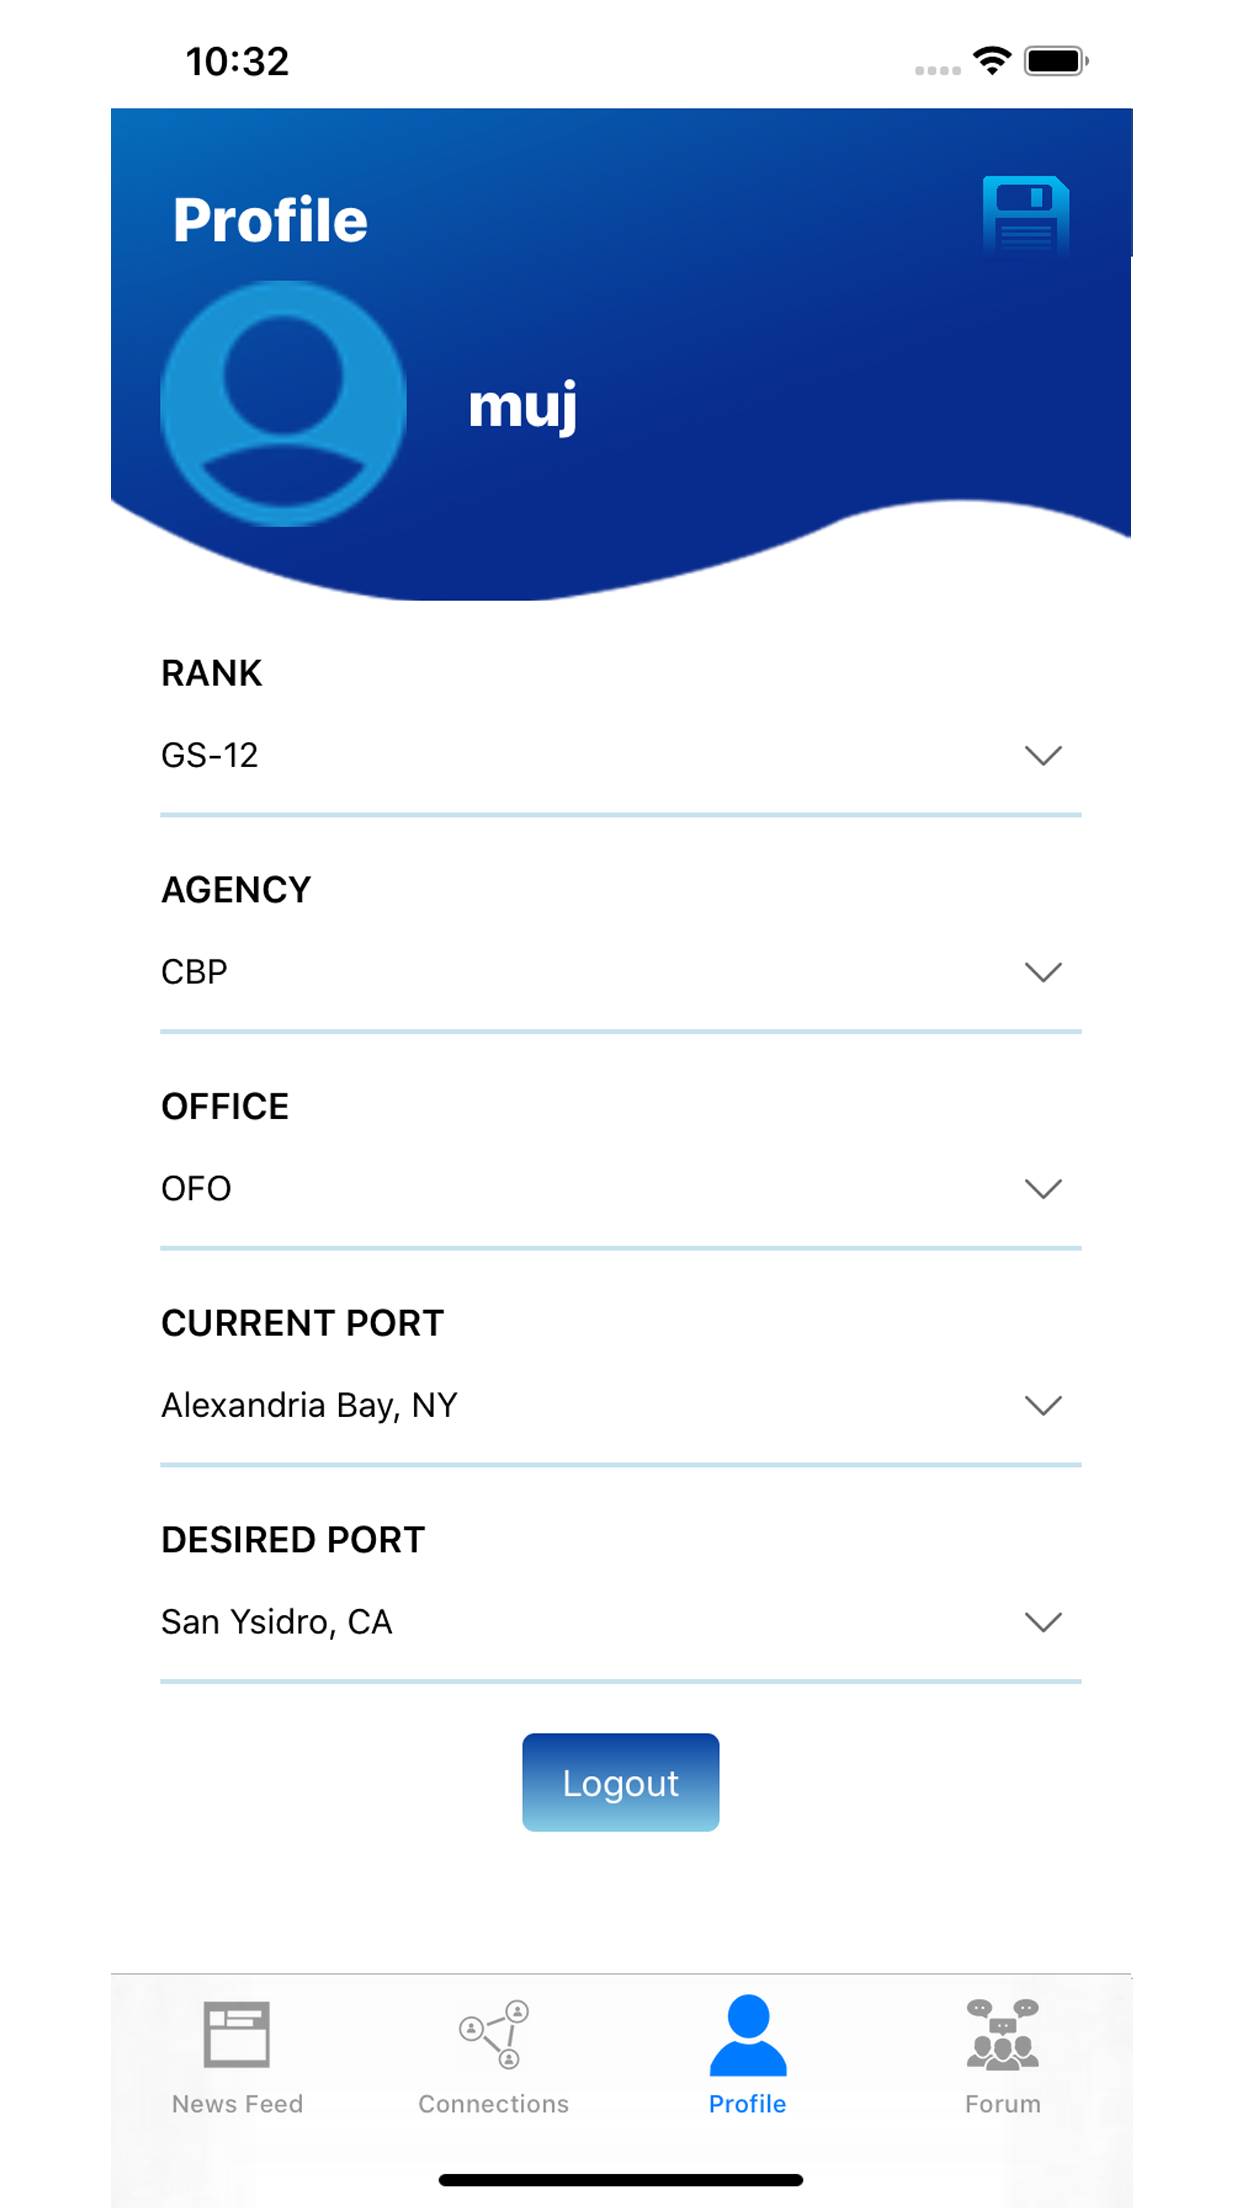 10:32
Profile
muj
RANK
GS-12
AGENCY
CBP
OFFICE
OFO
CURRENT PORT
Alexandria Bay, NY
DESIRED PORT
San Ysidro, CA
Logout
News Feed
Connections
Profile
Forum